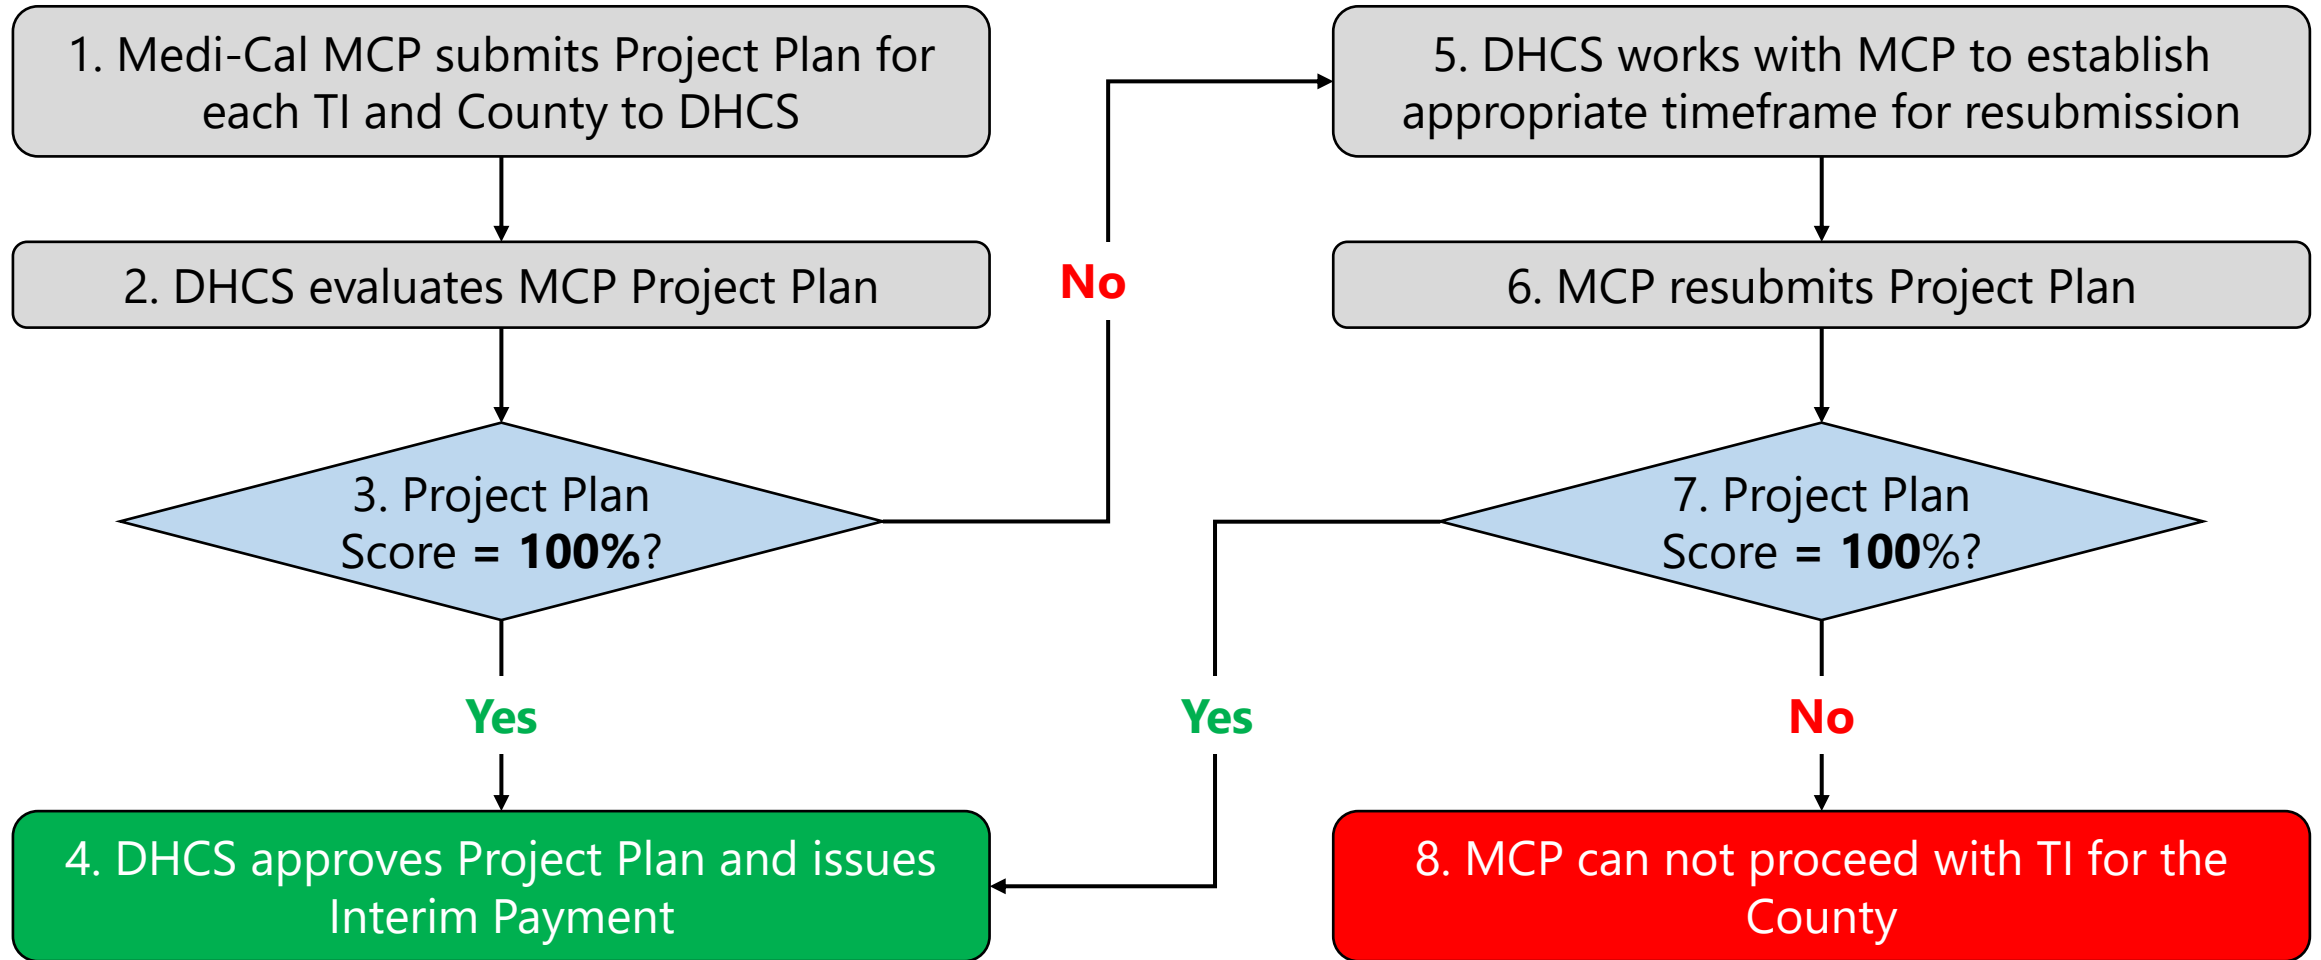 1. Medi-Cal MCP submits Project Plan for
each TI and County to DHCS
2. DHCS evaluates MCP Project Plan
3. Project Plan
Score = 100%?
No
Yes
4. DHCS approves Project Plan and issues
Interim Payment
5. DHCS works with MCP to establish
appropriate timeframe for resubmission
6. MCP resubmits Project Plan
7. Project Plan
Score = 100%?
Yes
No
8. MCP can not proceed with TI for the
County